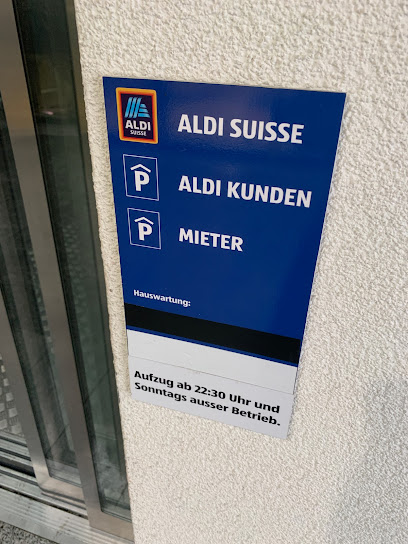 ALDI
SUISSE
ALDI SUISSE
P
ALDI KUNDEN
P
MIETER
Hauswartung:
Aufzug ab 22:30 Uhr und
Sonntags ausser Betrieb.